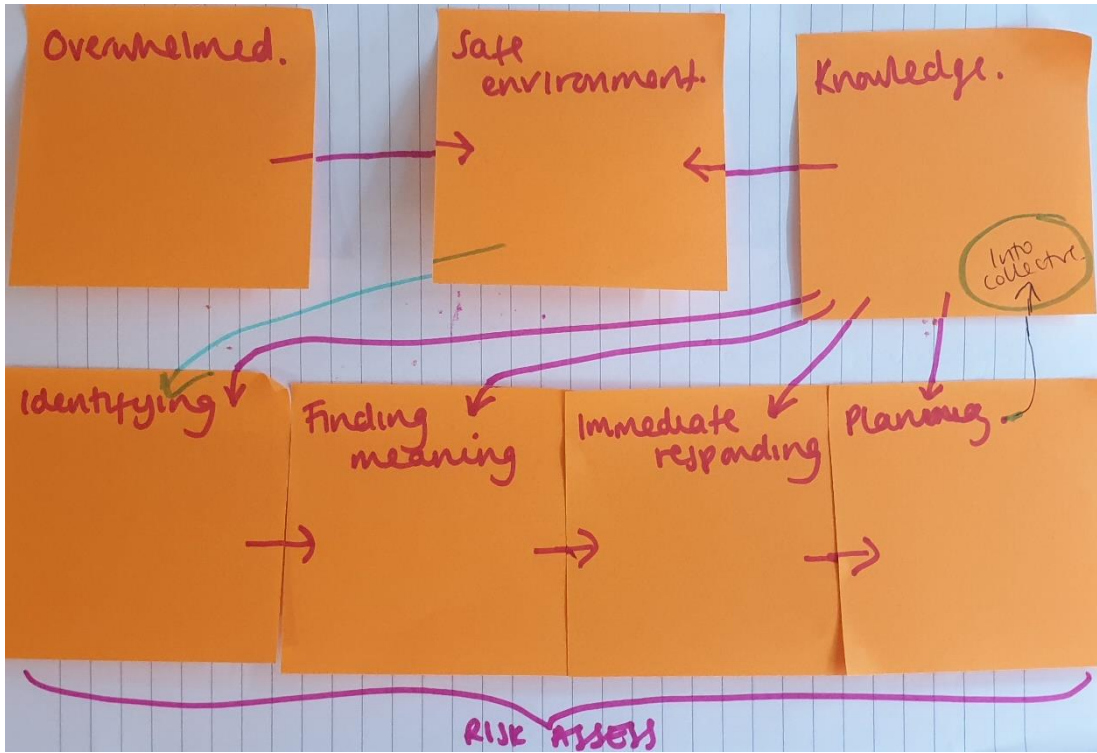 Overwhelmed.
Safe
environment.
Knowledge.
Into
collective.
Identifying
Finding
meaning
Immediate
responding
Planning.
RISK ASSESS